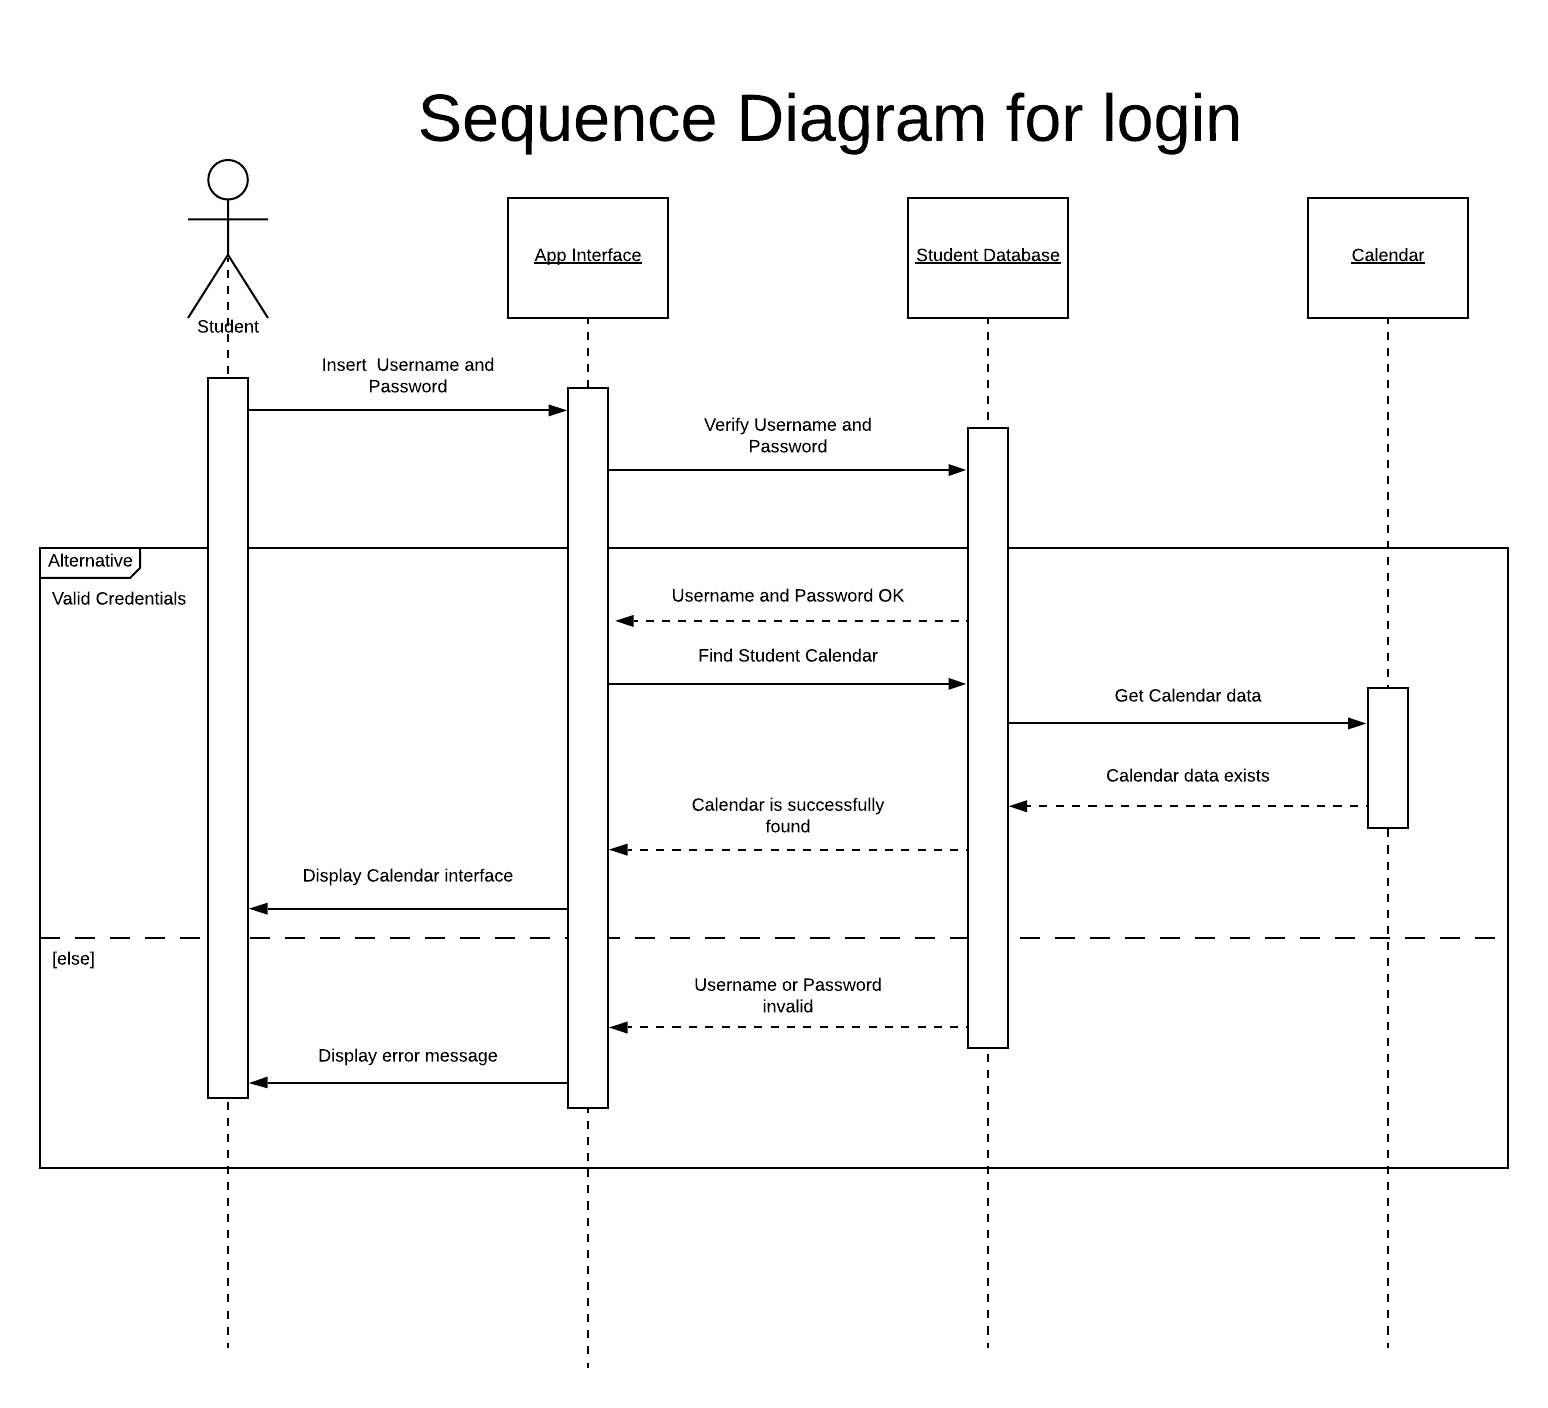 Sequence Diagram for login
Student
App Interface
Student Database
Calendar
Insert  Username and
Password
Verify Username and
Password
Alternative
Valid Credentials
Username and Password OK
Find Student Calendar
Get Calendar data
Calendar data exists
Calendar is successfully
found
Display Calendar interface
[else]
Username or Password
invalid
Display error message